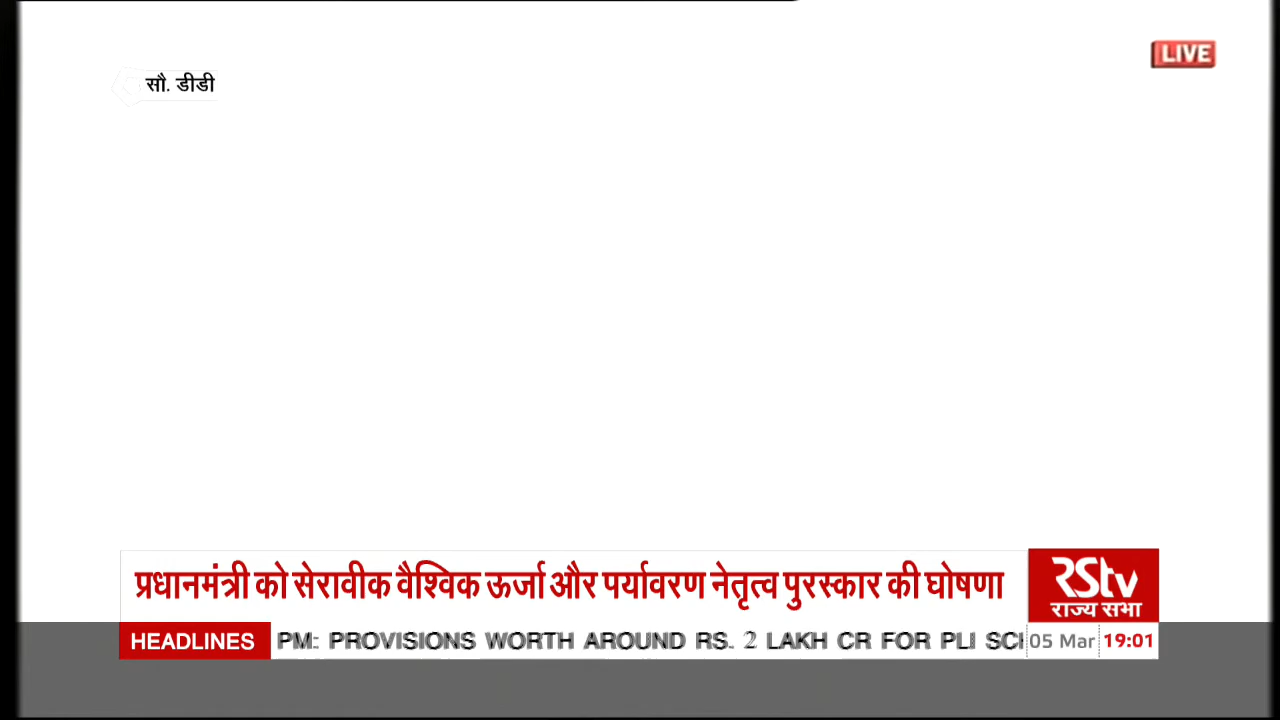 LIVE
सौ. डीडी
प्रधानमंत्री को सेरावीक वैश्विक ऊर्जा और पर्यावरण नेतृत्व पुरस्कार की घोषणा
RStv
राज्य सभा
HEADLINES PM: PROVISIONS WORTH AROUND RS. 2 LAKH CR FOR PLI 05 Mar 19:01